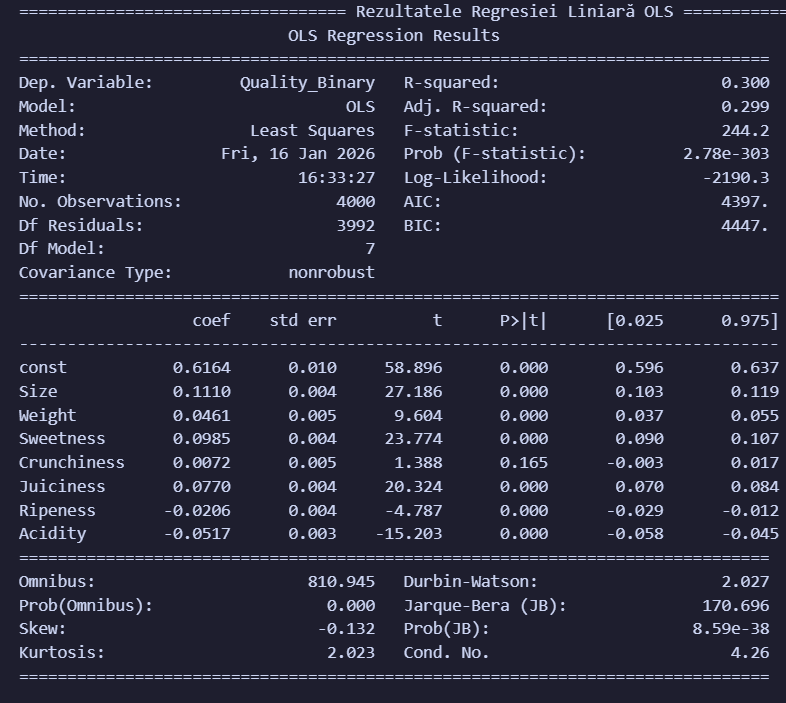 ================================== Rezultatele Regresiei Liniară OLS ===========
OLS Regression Results
==============================================================================
Dep. Variable: Quality_Binary R-squared: 0.300
Model: OLS Adj. R-squared: 0.299
Method: Least Squares F-statistic: 244.2
Date: Fri, 16 Jan 2026 Prob (F-statistic): 2.78e-303
Time: 16:33:27 Log-Likelihood: -2190.3
No. Observations: 4000 AIC: 4397.
Df Residuals: 3992 BIC: 4447.
Df Model: 7
Covariance Type: nonrobust
===============================================================================
coef std err t P>|t| [0.025 0.975]
-------------------------------------------------------------------------------
const 0.6164 0.010 58.896 0.000 0.596 0.637
Size 0.1110 0.004 27.186 0.000 0.103 0.119
Weight 0.0461 0.005 9.604 0.000 0.037 0.055
Sweetness 0.0985 0.004 23.774 0.000 0.090 0.107
Crunchiness 0.0072 0.005 1.388 0.165 -0.003 0.017
Juiciness 0.0770 0.004 20.324 0.000 0.070 0.084
Ripeness -0.0206 0.004 -4.787 0.000 -0.029 -0.012
Acidity -0.0517 0.003 -15.203 0.000 -0.058 -0.045
==============================================================================
Omnibus: 810.945 Durbin-Watson: 2.027
Prob(Omnibus): 0.000 Jarque-Bera (JB): 170.696
Skew: -0.132 Prob(JB): 8.59e-38
Kurtosis: 2.023 Cond. No. 4.26
==============================================================================